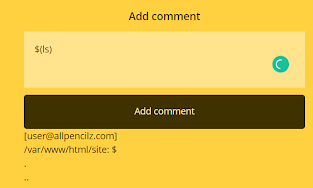 Add comment
$(ls)
Add comment
[user@allpencilz.com]
/var/www/html/site: $
.
..